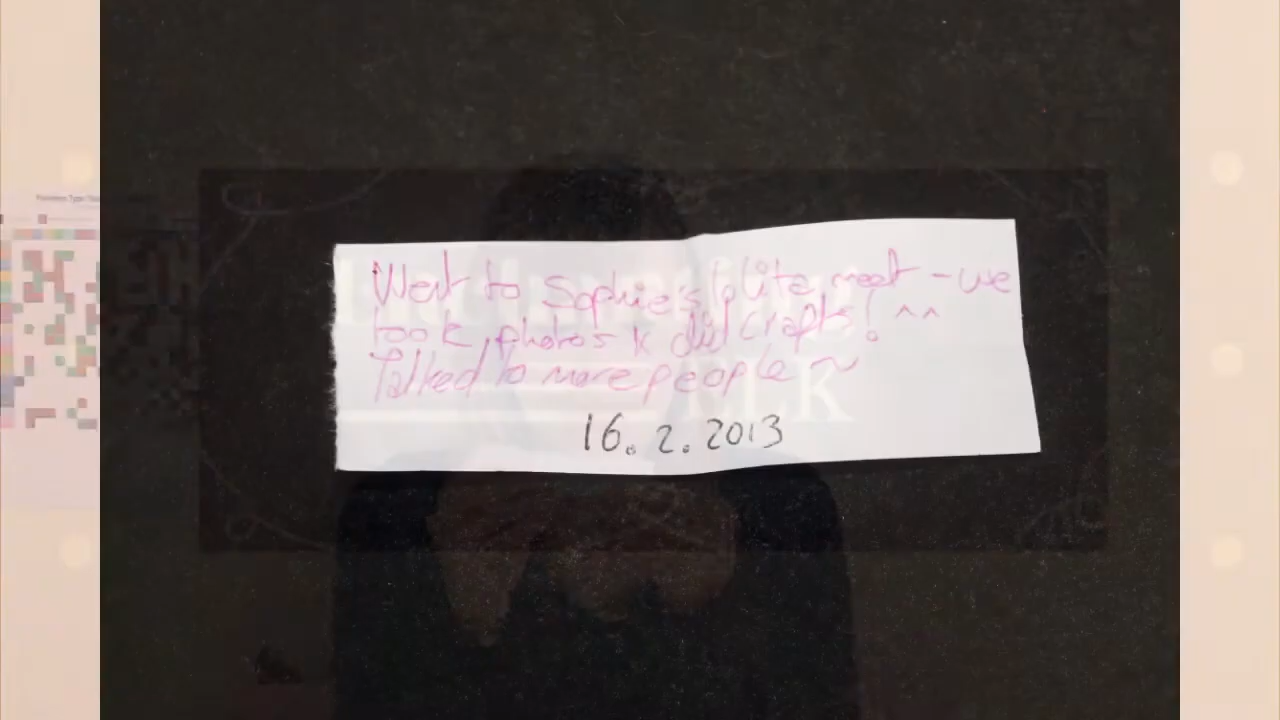 Went to Sophie's lolita meet - we
took photos & did crafts! ^^
Talked to more people ~
16.2.2013